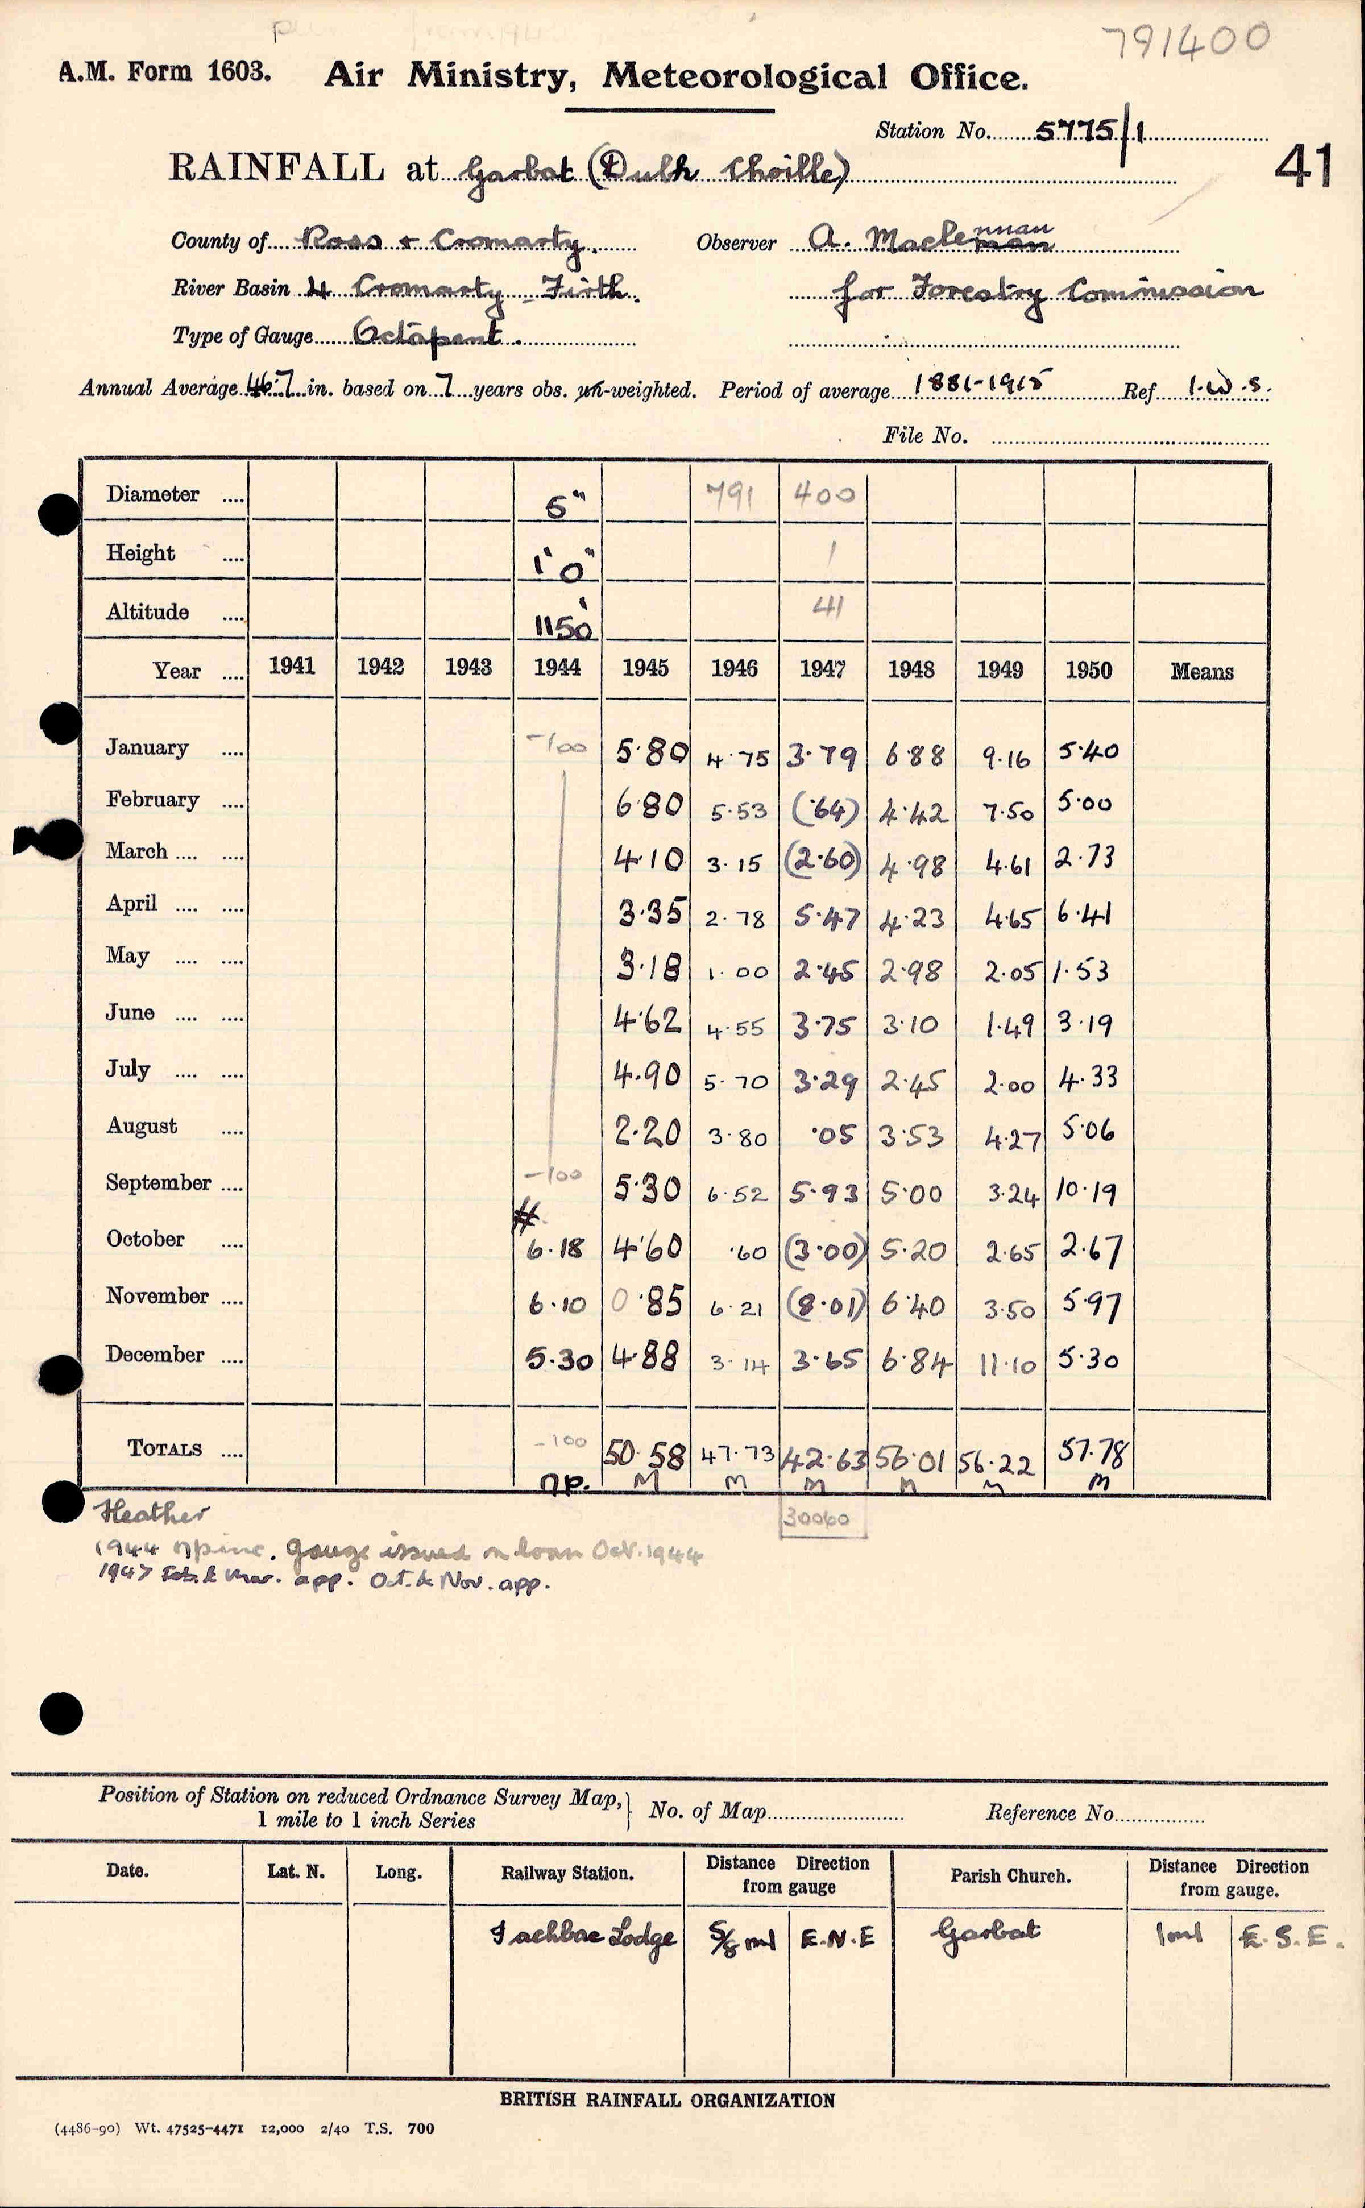 791400
A.M. Form 1603. Air Ministry, Meteorological Office.
Station No. 5775/1
41
RAINFALL at Garbat (Dubh Choille)
County of Ross + Cromarty. Observer A. Maclennan
River Basin 4 Cromarty Firth. for Forestry Commission
Type of Gauge Octapent.
Annual Average 46.7 in. based on 7 years obs. un-weighted. Period of average 1881-1915 Ref I.W.S.
File No.
Diameter 5" 791 400
Height 1'0" 1
Altitude 1150' 41
Year 1941 1942 1943 1944 1945 1946 1947 1948 1949 1950 Means
January -100 5.80 4.75 3.79 6.88 9.16 5.40
February 6.80 5.53 (.64) 4.42 7.50 5.00
March 4.10 3.15 (2.60) 4.98 4.61 2.73
April 3.35 2.78 5.47 4.23 4.65 6.41
May 3.18 1.00 2.45 2.98 2.05 1.53
June 4.62 4.55 3.75 3.10 1.49 3.19
July 4.90 5.70 3.29 2.45 2.00 4.33
August 2.20 3.80 .05 3.53 4.27 5.06
September -100 5.30 6.52 5.93 5.00 3.24 10.19
October # 6.18 4.60 .60 (3.00) 5.20 2.65 2.67
November 6.10 0.85 6.21 (8.01) 6.40 3.50 5.97
December 5.30 4.88 3.14 3.65 6.84 11.10 5.30
TOTALS -100 50.58 47.73 42.63 56.01 56.22 57.78
np. M M M M M M
Heather 30060
1944 npinc. Gauge issued on loan Oct. 1944
1947 Feb. & Mar. app. Oct. & Nov. app.
Position of Station on reduced Ordnance Survey Map,
1 mile to 1 inch Series } No. of Map Reference No.
Date. Lat. N. Long. Railway Station. Distance Direction from gauge Parish Church. Distance Direction from gauge.
Lodge 5/8 ml E.N.E Garbat 1 ml E.S.E.
BRITISH RAINFALL ORGANIZATION
(4486-90) Wt. 47525-4471 12,000 2/40 T.S. 700